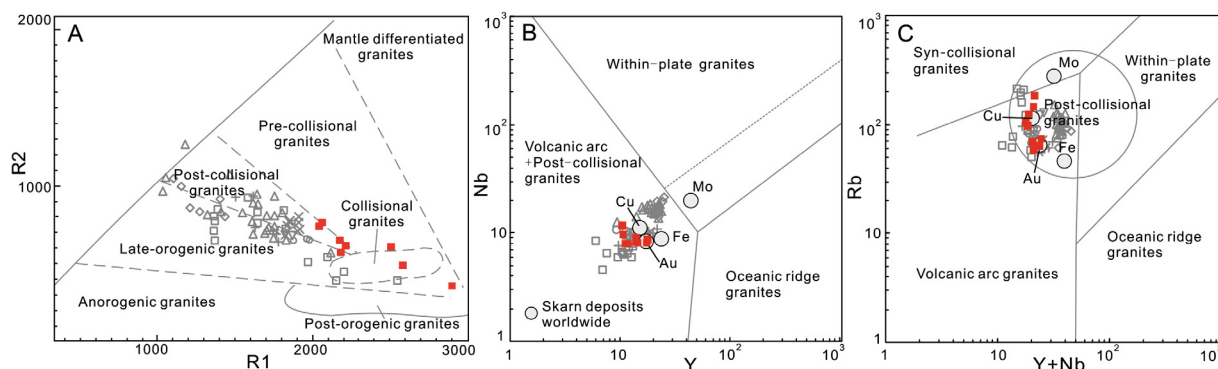 A
2000
1000
R2
1000
2000
3000
R1
Mantle differentiated
granites
Pre-collisional
granites
Post-collisional
granites
Collisional
granites
Late-orogenic granites
Anorogenic granites
Post-orogenic granites
B
10³
10²
10
1
Nb
1
10
10²
10³
Y
Within-plate granites
Volcanic arc
+Post-collisional
granites
Mo
Cu
Fe
Au
Oceanic ridge
granites
Skarn deposits
worldwide
C
10³
10²
10
1
Rb
1
10
10²
10³
Y+Nb
Syn-collisional
granites
Mo
Within-plate
granites
Post-collisional
granites
Cu
Fe
Au
Oceanic ridge
granites
Volcanic arc granites